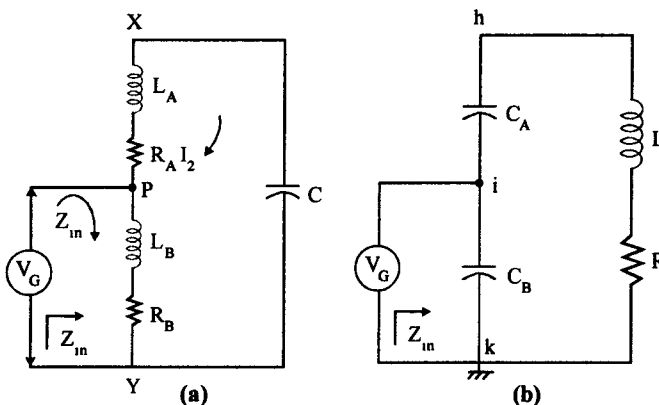 X
L_A
R_A I_2
P
C
Z_in
L_B
V_G
R_B
Z_in
Y
(a)
h
C_A
L
i
V_G
C_B
R
Z_in
k
(b)